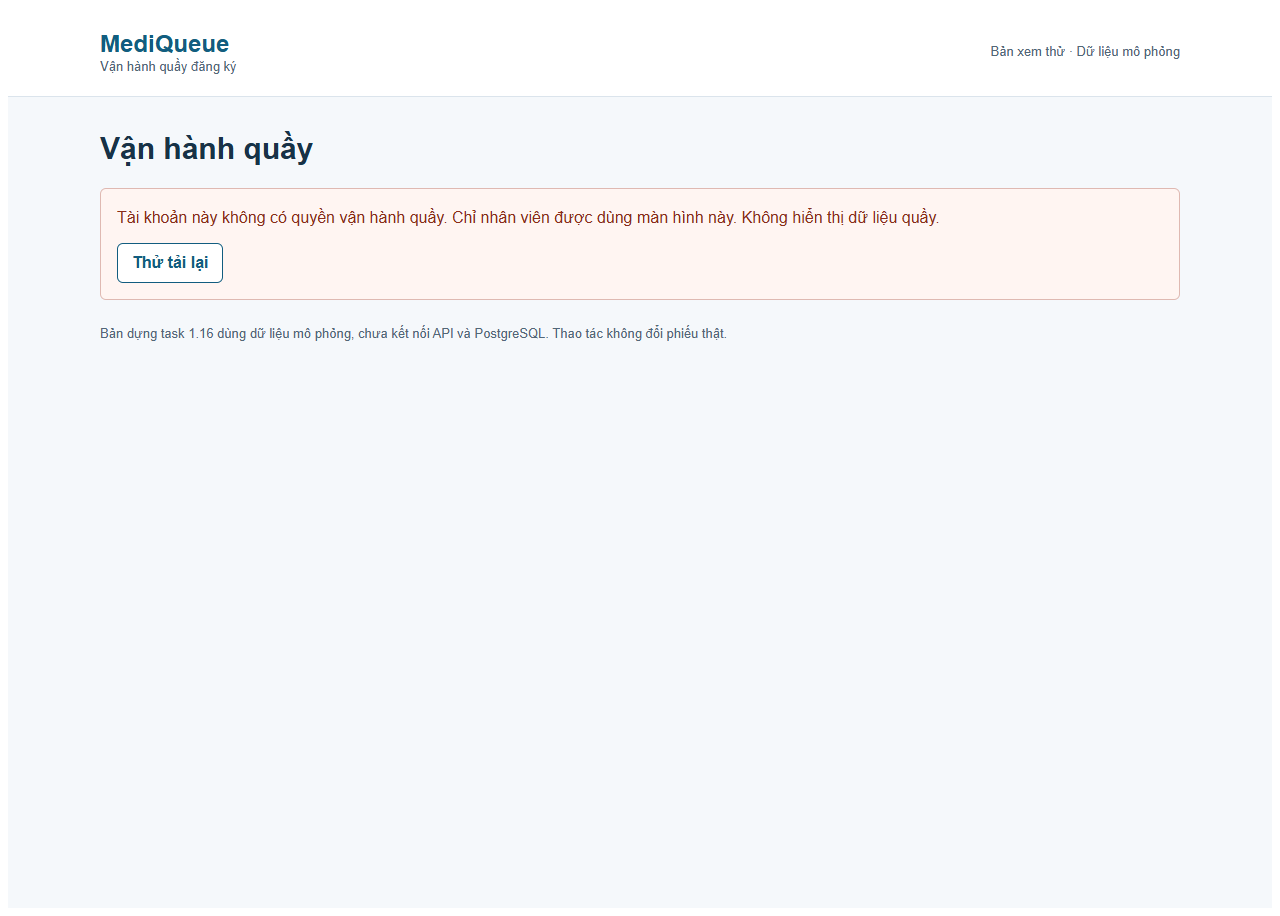 MediQueue
Vận hành quầy đăng ký
Bản xem thử · Dữ liệu mô phỏng
Vận hành quầy
Tài khoản này không có quyền vận hành quầy. Chỉ nhân viên được dùng màn hình này. Không hiển thị dữ liệu quầy.
Thử tải lại
Bản dựng task 1.16 dùng dữ liệu mô phỏng, chưa kết nối API và PostgreSQL. Thao tác không đổi phiếu thật.